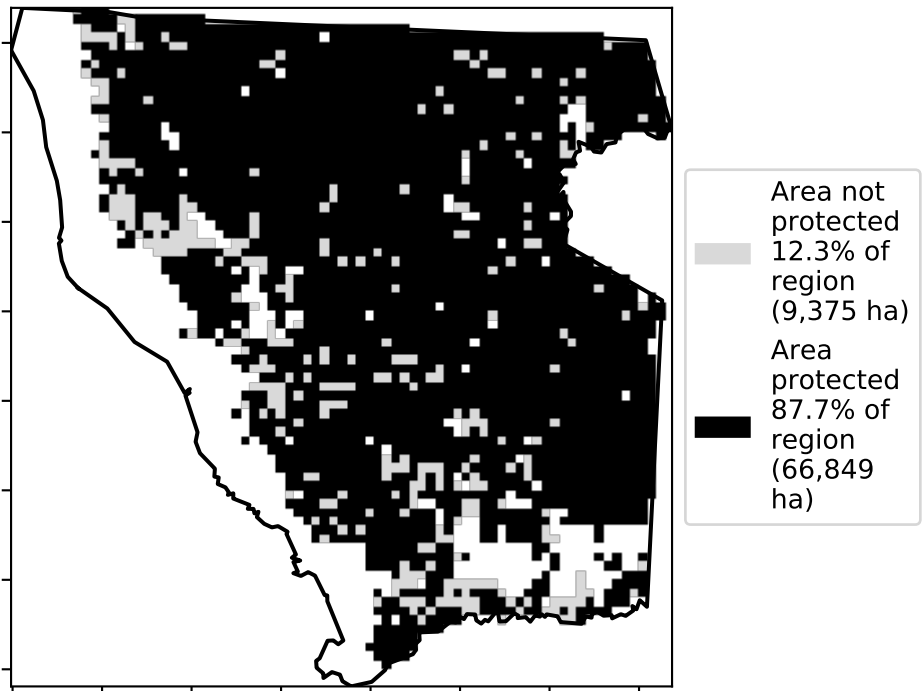 Area not
protected
12.3% of
region
(9,375 ha)
Area
protected
87.7% of
region
(66,849
ha)